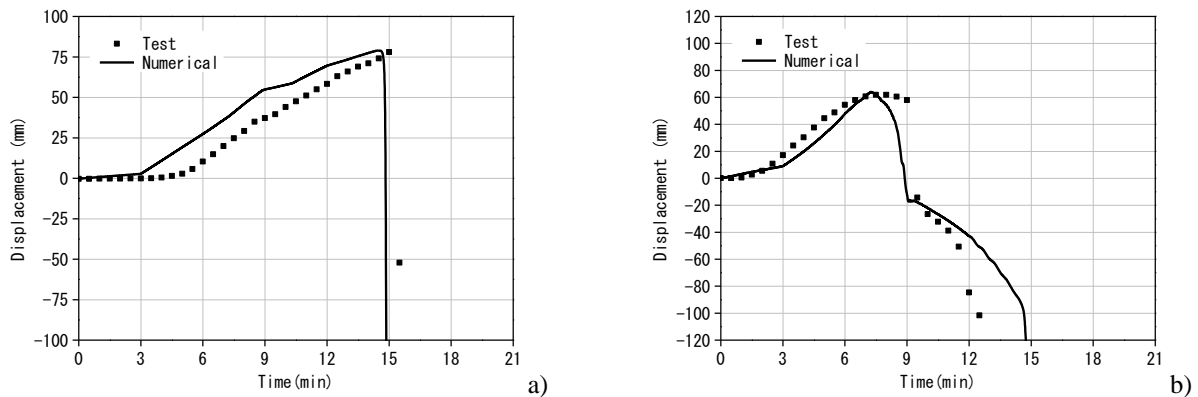 100
75
50
25
0
-25
-50
-75
-100
Displacement (mm)
Test
Numerical
0 3 6 9 12 15 18 21
Time(min)
a)
120
100
80
60
40
20
0
-20
-40
-60
-80
-100
-120
Displacement (mm)
Test
Numerical
0 3 6 9 12 15 18 21
Time(min)
b)